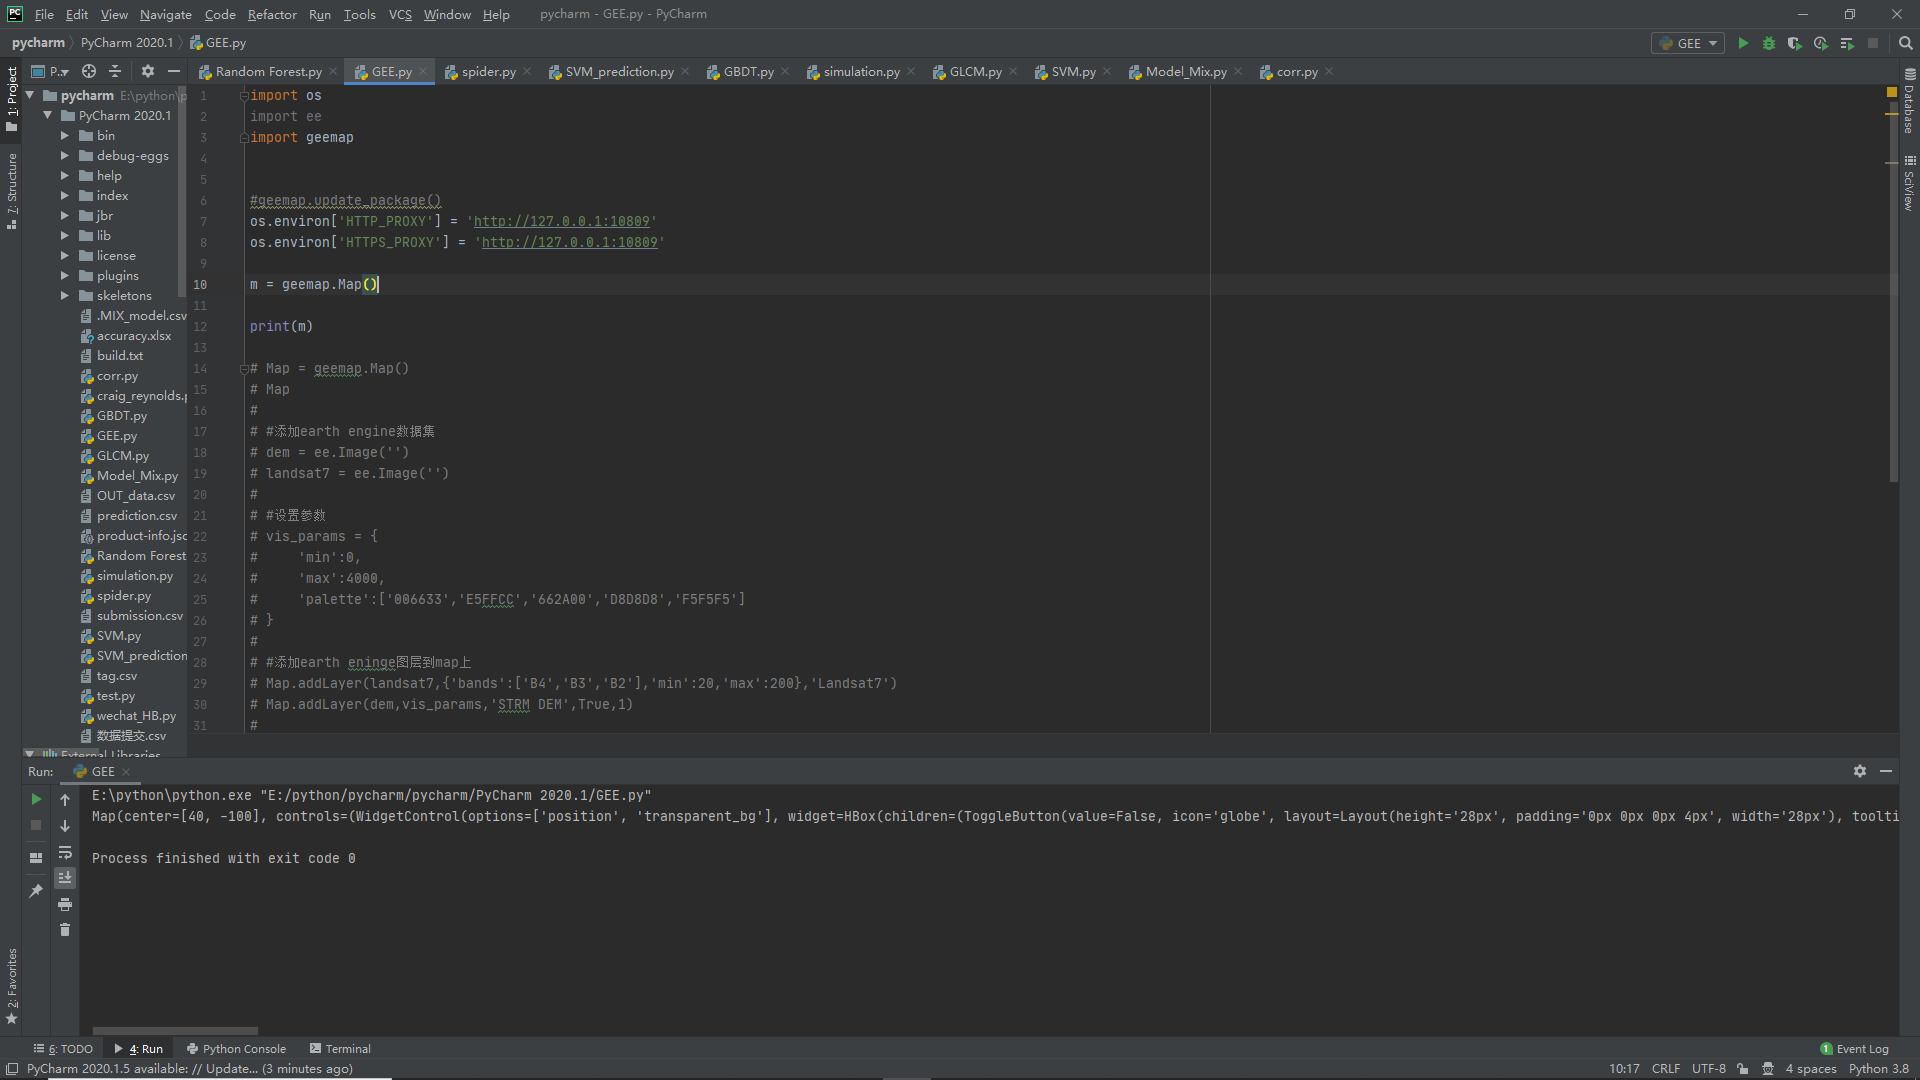 PC File Edit View Navigate Code Refactor Run Tools VCS Window Help pycharm - GEE.py - PyCharm
pycharm PyCharm 2020.1 GEE.py GEE
P.. Random Forest.py GEE.py spider.py SVM_prediction.py GBDT.py simulation.py GLCM.py SVM.py Model_Mix.py corr.py
1: Project
7: Structure
2: Favorites
Database
SciView
pycharm E:\python\p
PyCharm 2020.1
bin
debug-eggs
help
index
jbr
lib
license
plugins
skeletons
.MIX_model.csv
accuracy.xlsx
build.txt
corr.py
craig_reynolds.p
GBDT.py
GEE.py
GLCM.py
Model_Mix.py
OUT_data.csv
prediction.csv
product-info.jsc
Random Forest
simulation.py
spider.py
submission.csv
SVM.py
SVM_prediction
tag.csv
test.py
wechat_HB.py
数据提交.csv
External Libraries
1 import os
2 import ee
3 import geemap
4
5
6 #geemap.update_package()
7 os.environ['HTTP_PROXY'] = 'http://127.0.0.1:10809'
8 os.environ['HTTPS_PROXY'] = 'http://127.0.0.1:10809'
9
10 m = geemap.Map()
11
12 print(m)
13
14 # Map = geemap.Map()
15 # Map
16 #
17 # #添加earth engine数据集
18 # dem = ee.Image('')
19 # landsat7 = ee.Image('')
20 #
21 # #设置参数
22 # vis_params = {
23 #     'min':0,
24 #     'max':4000,
25 #     'palette':['006633','E5FFCC','662A00','D8D8D8','F5F5F5']
26 # }
27 #
28 # #添加earth eninge图层到map上
29 # Map.addLayer(landsat7,{'bands':['B4','B3','B2'],'min':20,'max':200},'Landsat7')
30 # Map.addLayer(dem,vis_params,'STRM DEM',True,1)
31 #
Run: GEE
E:\python\python.exe "E:/python/pycharm/pycharm/PyCharm 2020.1/GEE.py"
Map(center=[40, -100], controls=(WidgetControl(options=['position', 'transparent_bg'], widget=HBox(children=(ToggleButton(value=False, icon='globe', layout=Layout(height='28px', padding='0px 0px 0px 4px', width='28px'), toolti
Process finished with exit code 0
6: TODO 4: Run Python Console Terminal 1 Event Log
PyCharm 2020.1.5 available: // Update... (3 minutes ago) 10:17 CRLF UTF-8 4 spaces Python 3.8